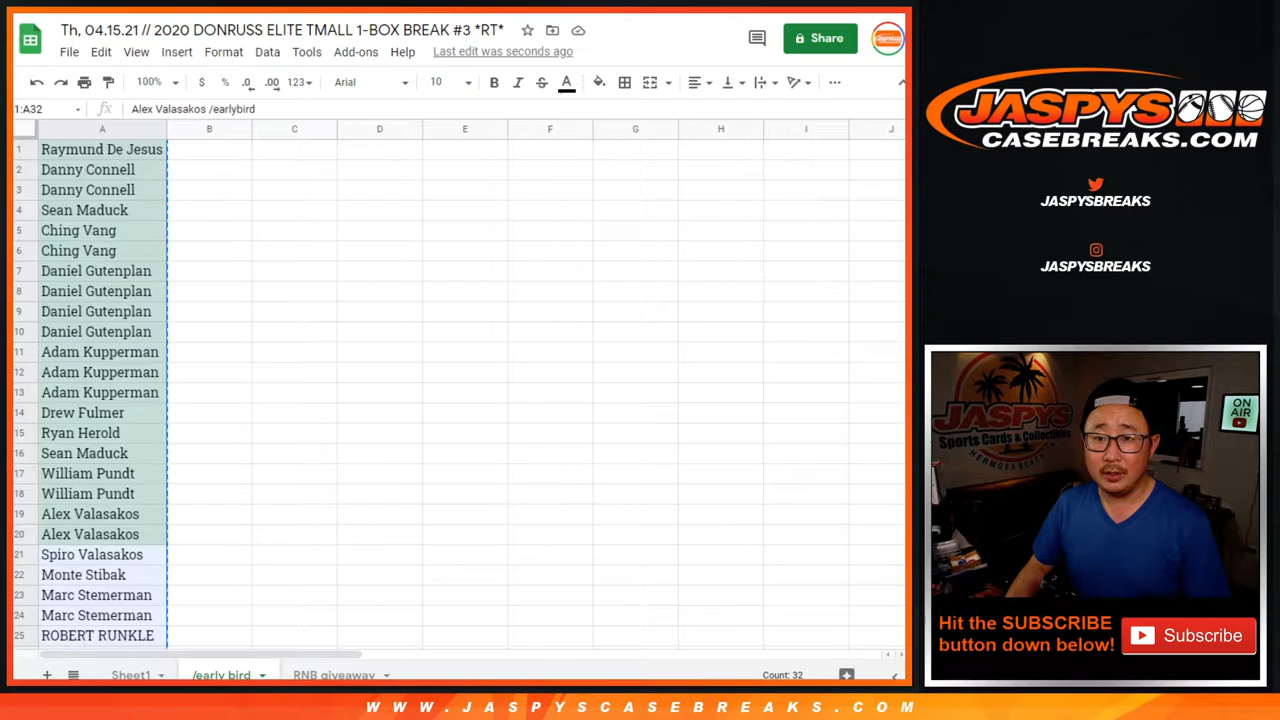 Th, 04.15.21 // 2020 DONRUSS ELITE TMALL 1-BOX BREAK #3 *RT*
File Edit View Insert Format Data Tools Add-ons Help Last edit was seconds ago
Share
100% $ % .0 .00 123 Arial 10 B I S A
1:A32 fx Alex Valasakos /earlybird
A B C D E F G H I J
1 Raymund De Jesus
2 Danny Connell
3 Danny Connell
4 Sean Maduck
5 Ching Vang
6 Ching Vang
7 Daniel Gutenplan
8 Daniel Gutenplan
9 Daniel Gutenplan
10 Daniel Gutenplan
11 Adam Kupperman
12 Adam Kupperman
13 Adam Kupperman
14 Drew Fulmer
15 Ryan Herold
16 Sean Maduck
17 William Pundt
18 William Pundt
19 Alex Valasakos
20 Alex Valasakos
21 Spiro Valasakos
22 Monte Stibak
23 Marc Stemerman
24 Marc Stemerman
25 ROBERT RUNKLE
Sheet1 /early bird RNB giveaway Count: 32
JASPYS
CASEBREAKS.COM
JASPYSBREAKS
JASPYSBREAKS
JASPYS
Sports Cards & Collectibles
HERMOSA BEACH
ON
AIR
Hit the SUBSCRIBE
button down below!
Subscribe
WWW.JASPYSCASEBREAKS.COM